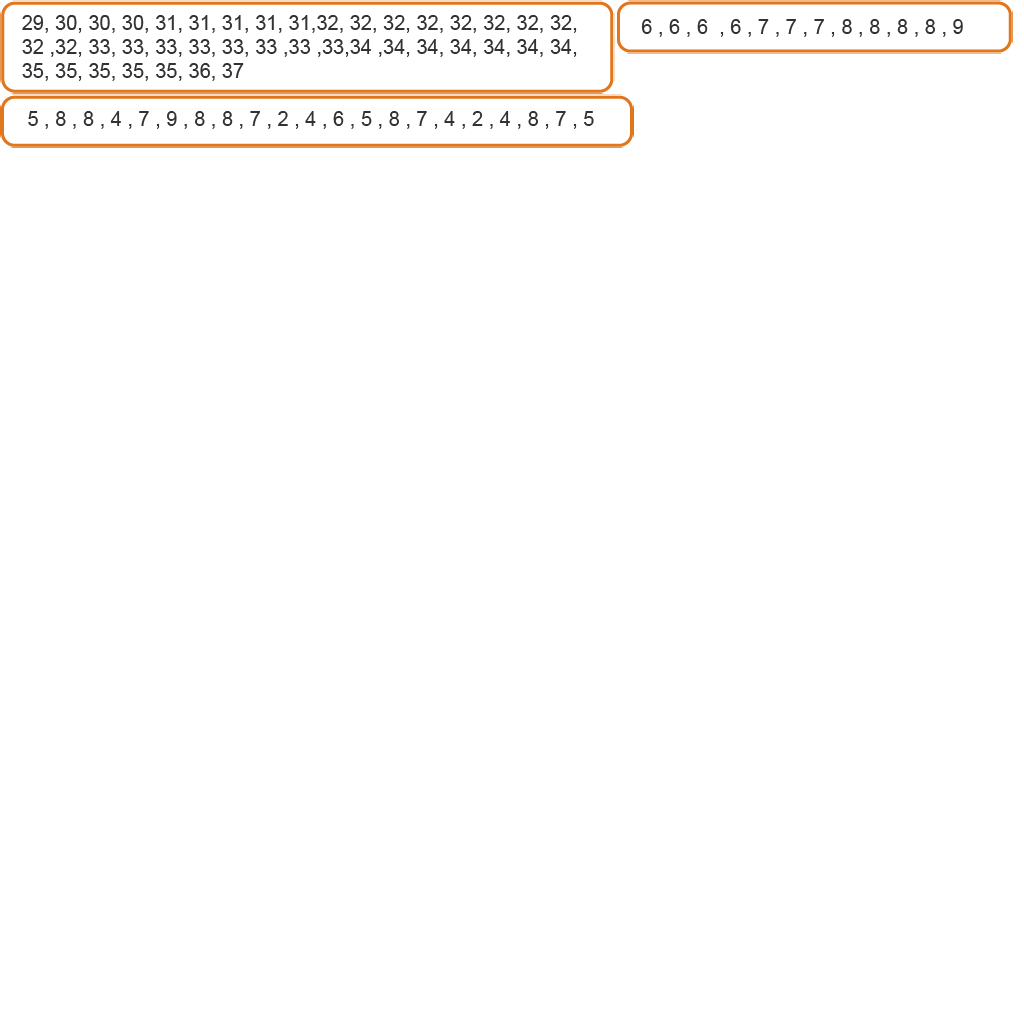 29, 30, 30, 30, 31, 31, 31, 31, 31,32, 32, 32, 32, 32, 32, 32, 32,
32 ,32, 33, 33, 33, 33, 33, 33 ,33 ,33,34 ,34, 34, 34, 34, 34, 34,
35, 35, 35, 35, 35, 36, 37
6 , 6 , 6 , 6 , 7 , 7 , 7 , 8 , 8 , 8 , 8 , 9
5 , 8 , 8 , 4 , 7 , 9 , 8 , 8 , 7 , 2 , 4 , 6 , 5 , 8 , 7 , 4 , 2 , 4 , 8 , 7 , 5